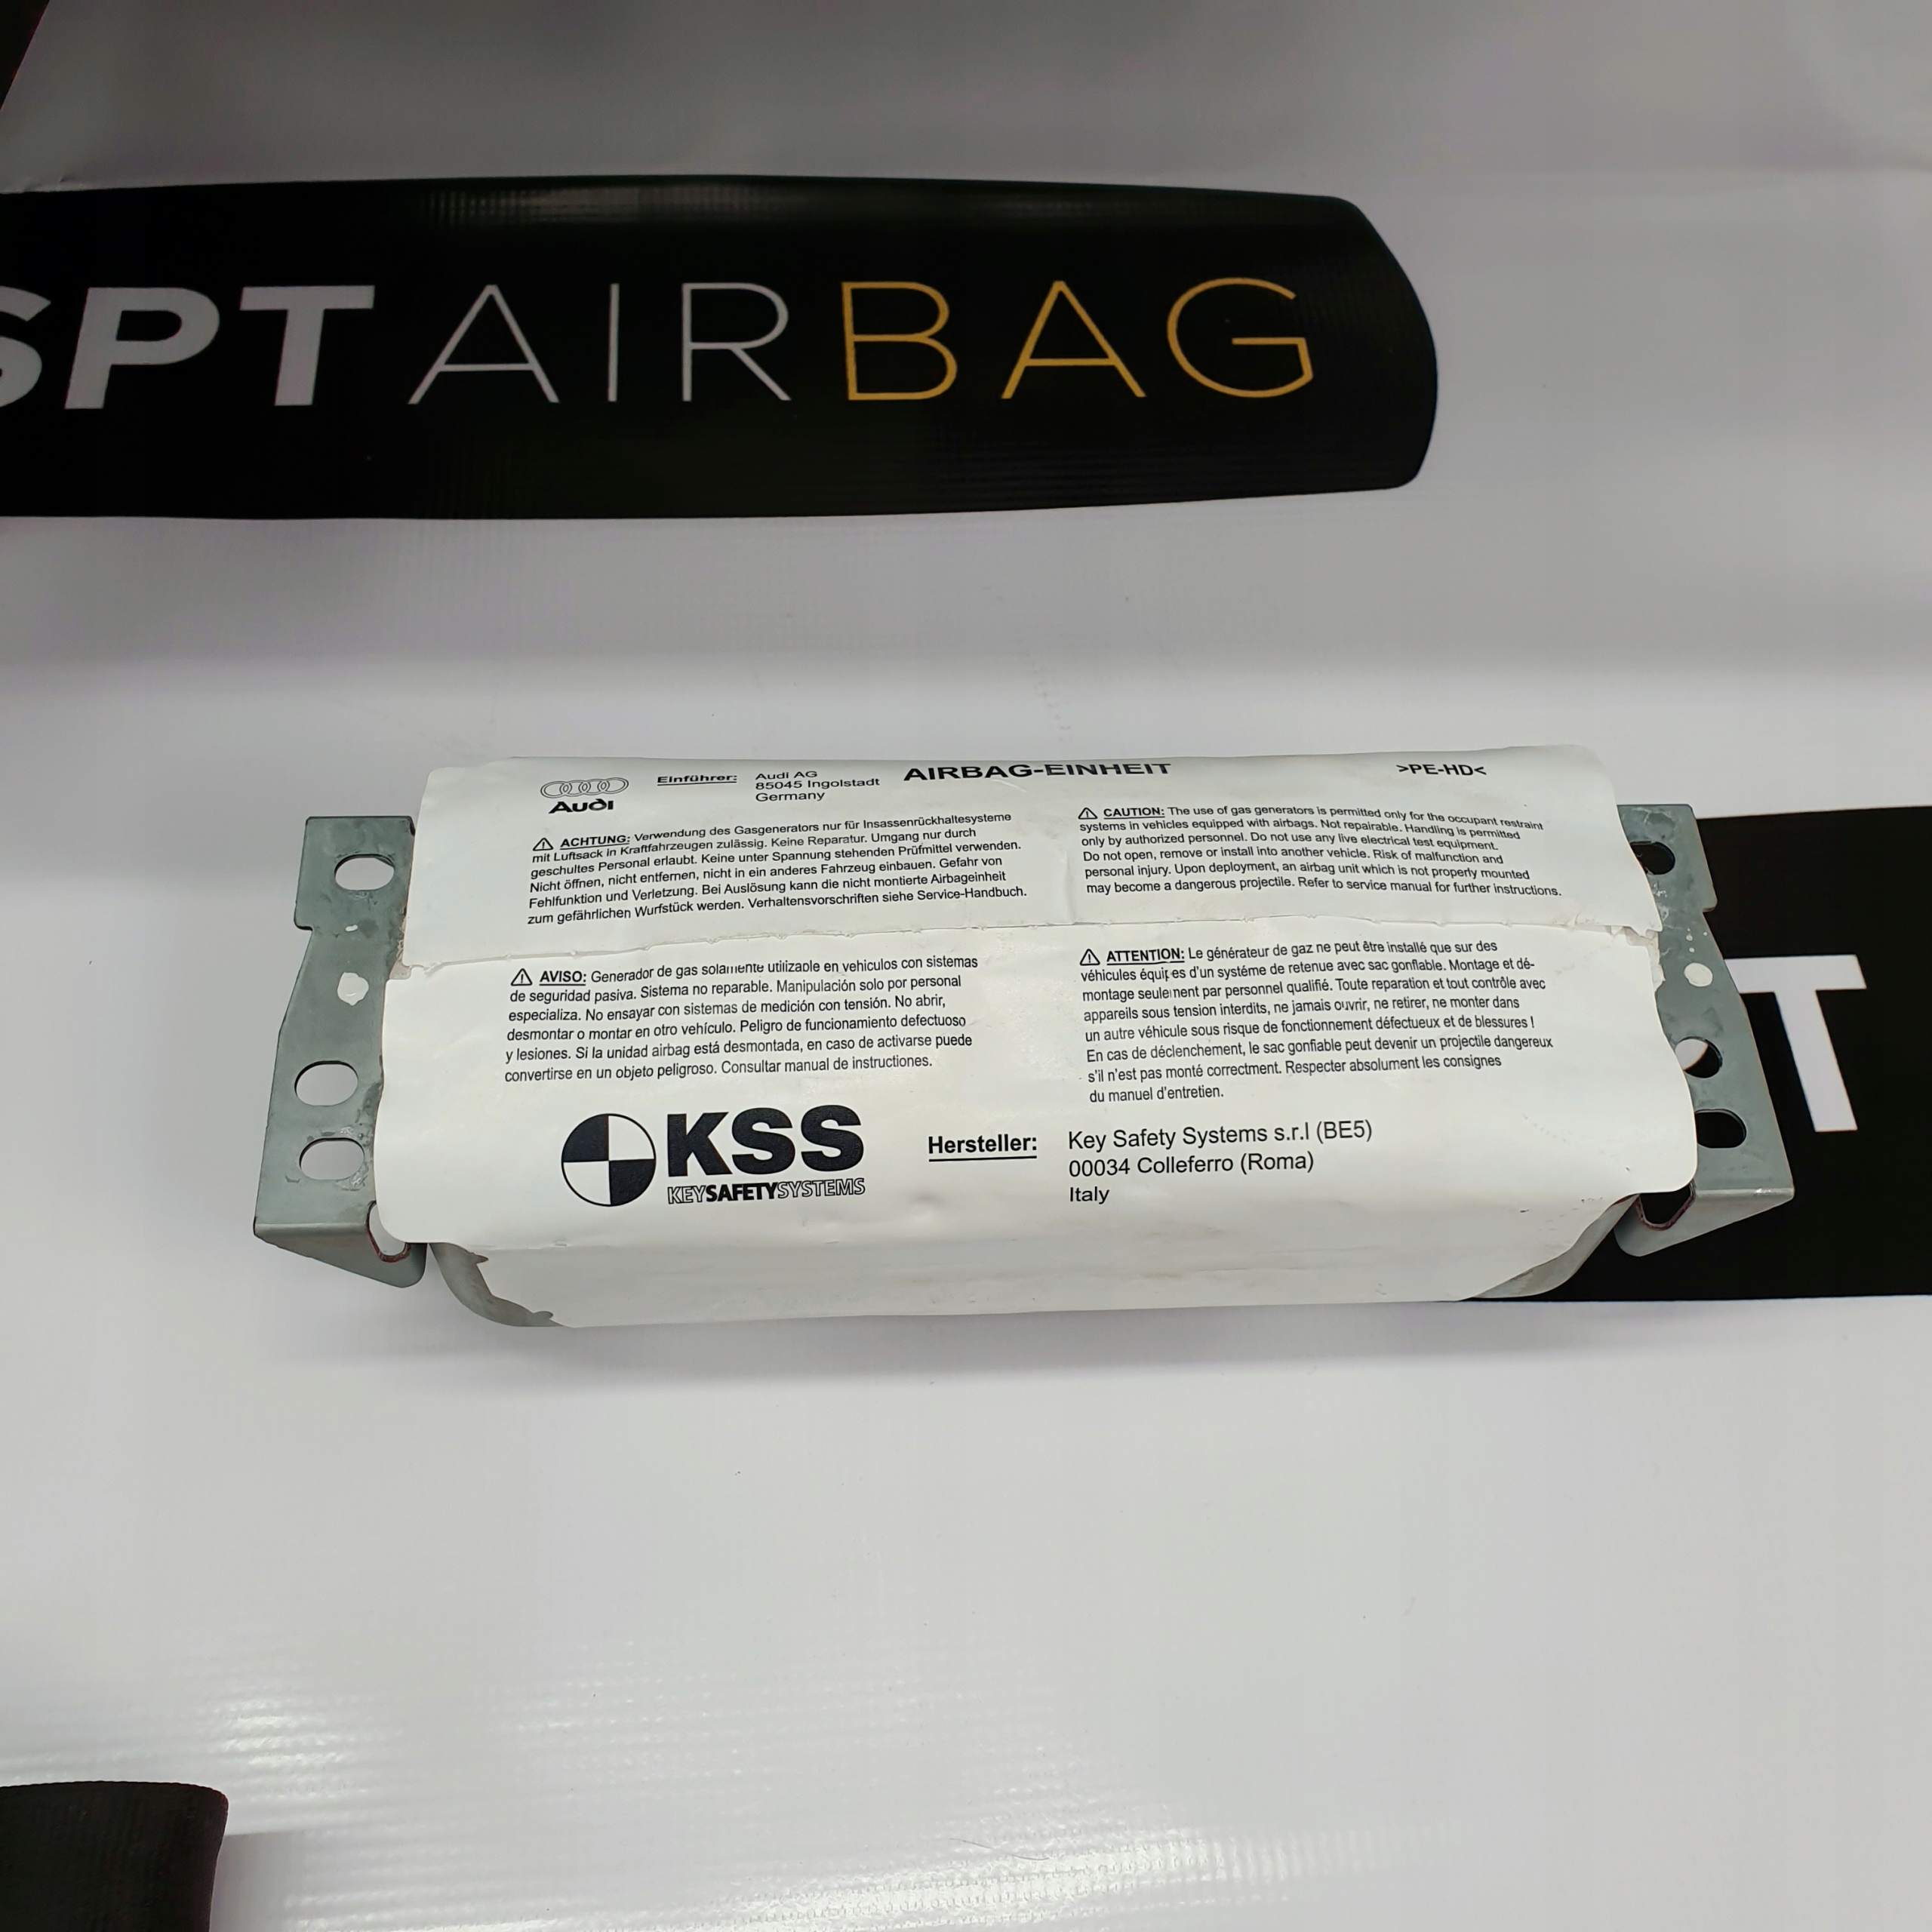 SPT AIRBAG
Audi
Einführer:
Audi AG
85045 Ingolstadt
Germany
AIRBAG-EINHEIT
>PE-HD<
ACHTUNG: Verwendung des Gasgenerators nur für Insassenrückhaltesysteme
mit Luftsack in Kraftfahrzeugen zulässig. Keine Reparatur. Umgang nur durch
geschultes Personal erlaubt. Keine unter Spannung stehenden Prüfmittel verwenden.
Nicht öffnen, nicht entfernen, nicht in ein anderes Fahrzeug einbauen. Gefahr von
Fehlfunktion und Verletzung. Bei Auslösung kann die nicht montierte Airbageinheit
zum gefährlichen Wurfstück werden. Verhaltensvorschriften siehe Service-Handbuch.
CAUTION: The use of gas generators is permitted only for the occupant restraint
systems in vehicles equipped with airbags. Not repairable. Handling is permitted
only by authorized personnel. Do not use any live electrical test equipment.
Do not open, remove or install into another vehicle. Risk of malfunction and
personal injury. Upon deployment, an airbag unit which is not properly mounted
may become a dangerous projectile. Refer to service manual for further instructions.
AVISO: Generador de gas solamente utilizable en vehiculos con sistemas
de seguridad pasiva. Sistema no reparable. Manipulación solo por personal
especializa. No ensayar con sistemas de medición con tensión. No abrir,
desmontar o montar en otro vehículo. Peligro de funcionamiento defectuoso
y lesiones. Si la unidad airbag está desmontada, en caso de activarse puede
convertirse en un objeto peligroso. Consultar manual de instructiones.
ATTENTION: Le générateur de gaz ne peut être installé que sur des
véhicules équipés d'un systéme de retenue avec sac gonflable. Montage et dé-
montage seulement par personnel qualifié. Toute reparation et tout contrôle avec
appareils sous tension interdits, ne jamais ouvrir, ne retirer, ne monter dans
un autre véhicule sous risque de fonctionnement défectueux et de blessures !
En cas de déclenchement, le sac gonfiable peut devenir un projectile dangereux
s'il n'est pas monté correctment. Respecter absolument les consignes
du manuel d'entretien.
KSS
KEYSAFETYSYSTEMS
Hersteller:
Key Safety Systems s.r.l (BE5)
00034 Colleferro (Roma)
Italy
T